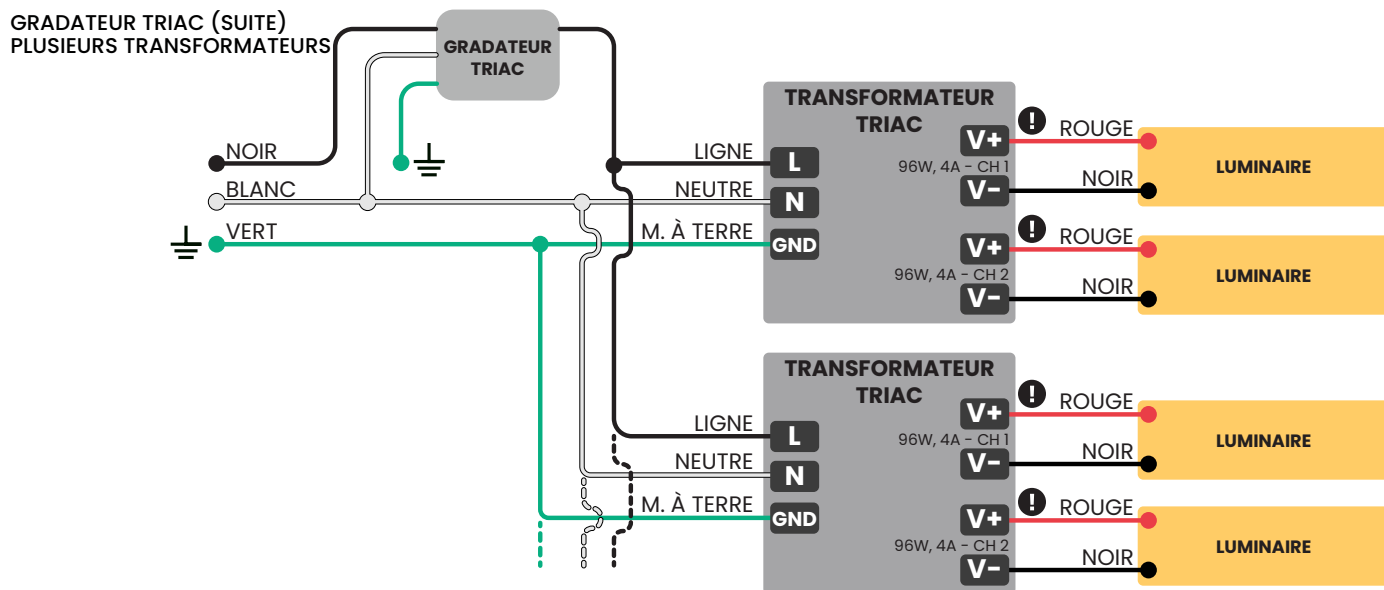 GRADATEUR TRIAC (SUITE)
PLUSIEURS TRANSFORMATEURS
GRADATEUR
TRIAC
NOIR
BLANC
VERT
LIGNE
NEUTRE
M. À TERRE
TRANSFORMATEUR
TRIAC
L
N
GND
V+
96W, 4A - CH 1
V-
V+
96W, 4A - CH 2
V-
!
ROUGE
NOIR
LUMINAIRE
!
ROUGE
NOIR
LUMINAIRE
LIGNE
NEUTRE
M. À TERRE
TRANSFORMATEUR
TRIAC
L
N
GND
V+
96W, 4A - CH 1
V-
V+
96W, 4A - CH 2
V-
!
ROUGE
NOIR
LUMINAIRE
!
ROUGE
NOIR
LUMINAIRE